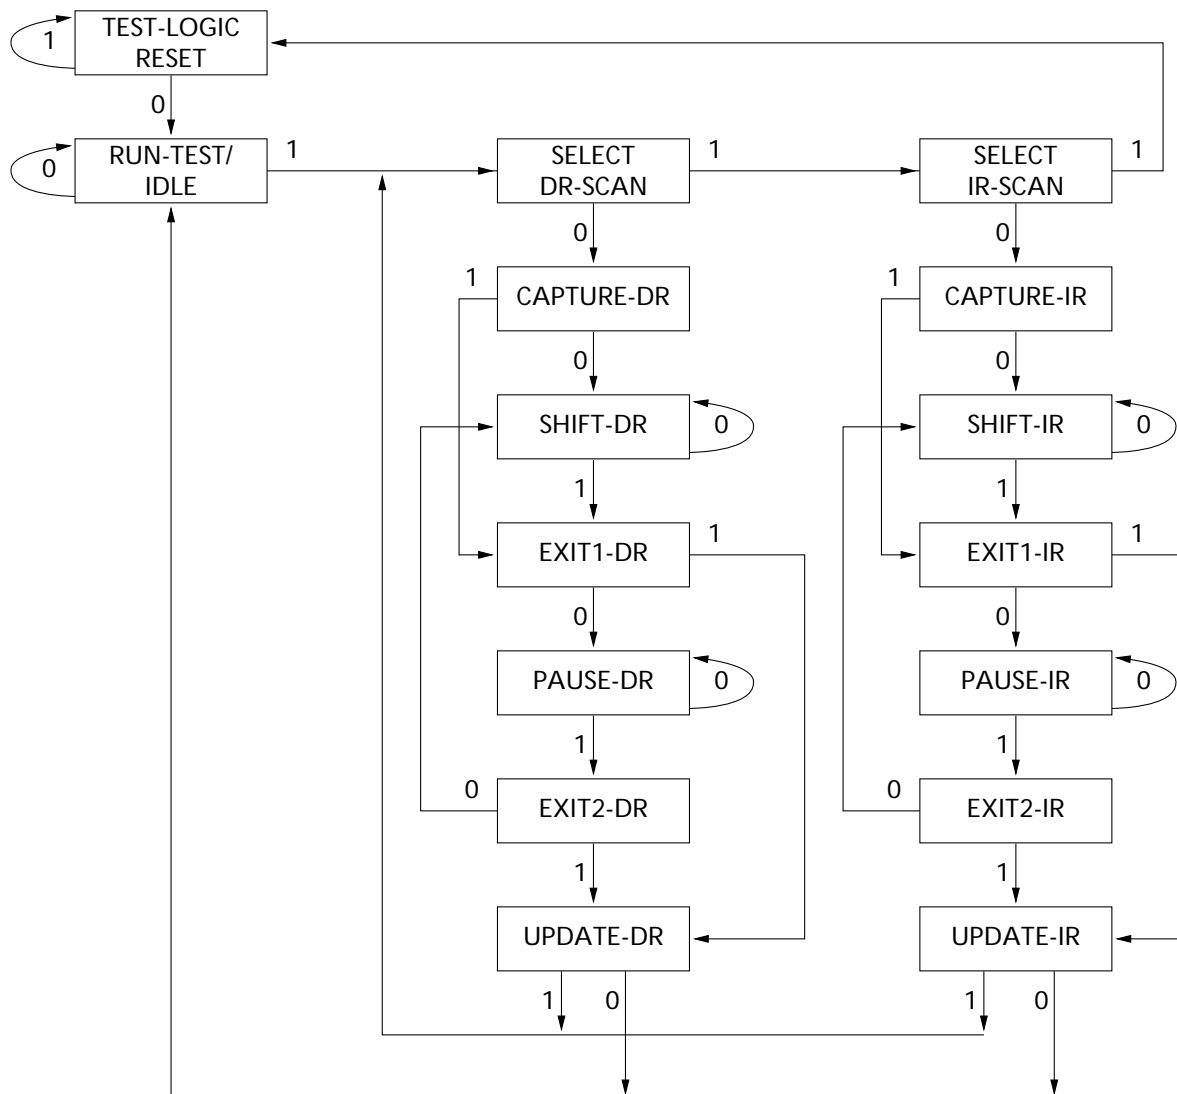 1
TEST-LOGIC
RESET
0
0
RUN-TEST/
IDLE
1
SELECT
DR-SCAN
1
SELECT
IR-SCAN
1
0
0
1
CAPTURE-DR
1
CAPTURE-IR
0
0
SHIFT-DR
0
SHIFT-IR
0
1
1
EXIT1-DR
1
EXIT1-IR
1
0
0
PAUSE-DR
0
PAUSE-IR
0
1
1
0
EXIT2-DR
0
EXIT2-IR
1
1
UPDATE-DR
UPDATE-IR
1
0
1
0